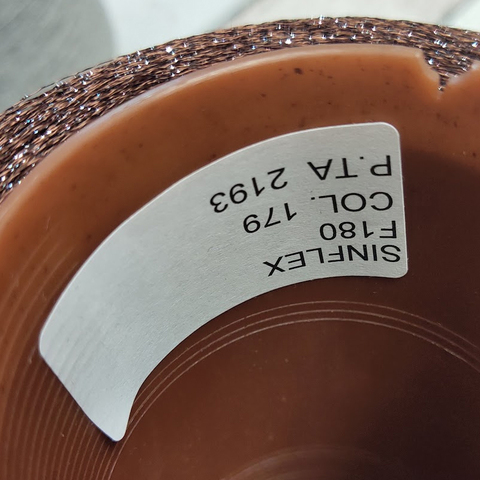 SINFLEX
F180
COL. 179
P.TA 2193